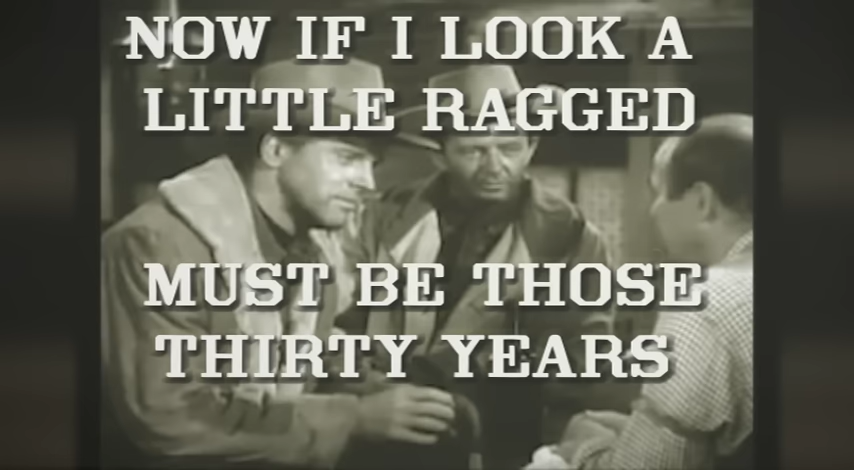 NOW IF I LOOK A
LITTLE RAGGED
MUST BE THOSE
THIRTY YEARS